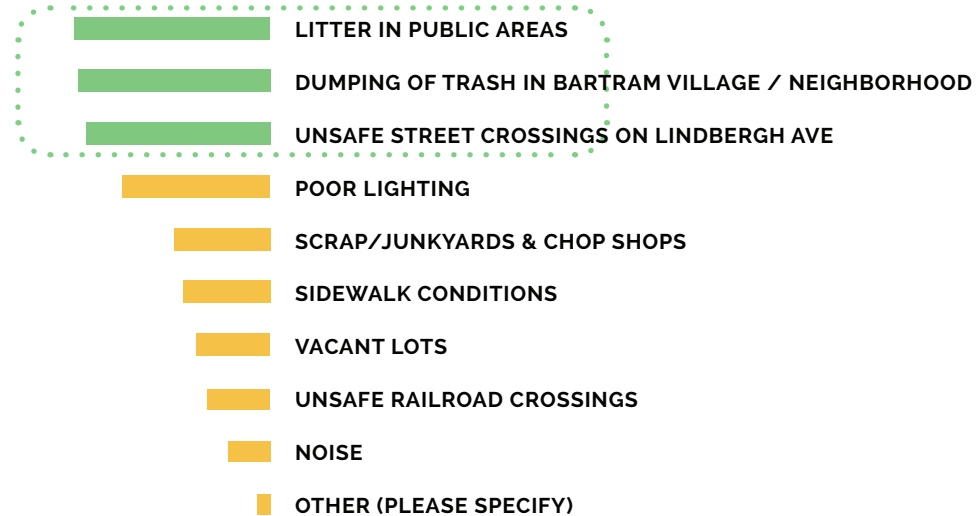 LITTER IN PUBLIC AREAS
DUMPING OF TRASH IN BARTRAM VILLAGE / NEIGHBORHOOD
UNSAFE STREET CROSSINGS ON LINDBERGH AVE
POOR LIGHTING
SCRAP/JUNKYARDS & CHOP SHOPS
SIDEWALK CONDITIONS
VACANT LOTS
UNSAFE RAILROAD CROSSINGS
NOISE
OTHER (PLEASE SPECIFY)